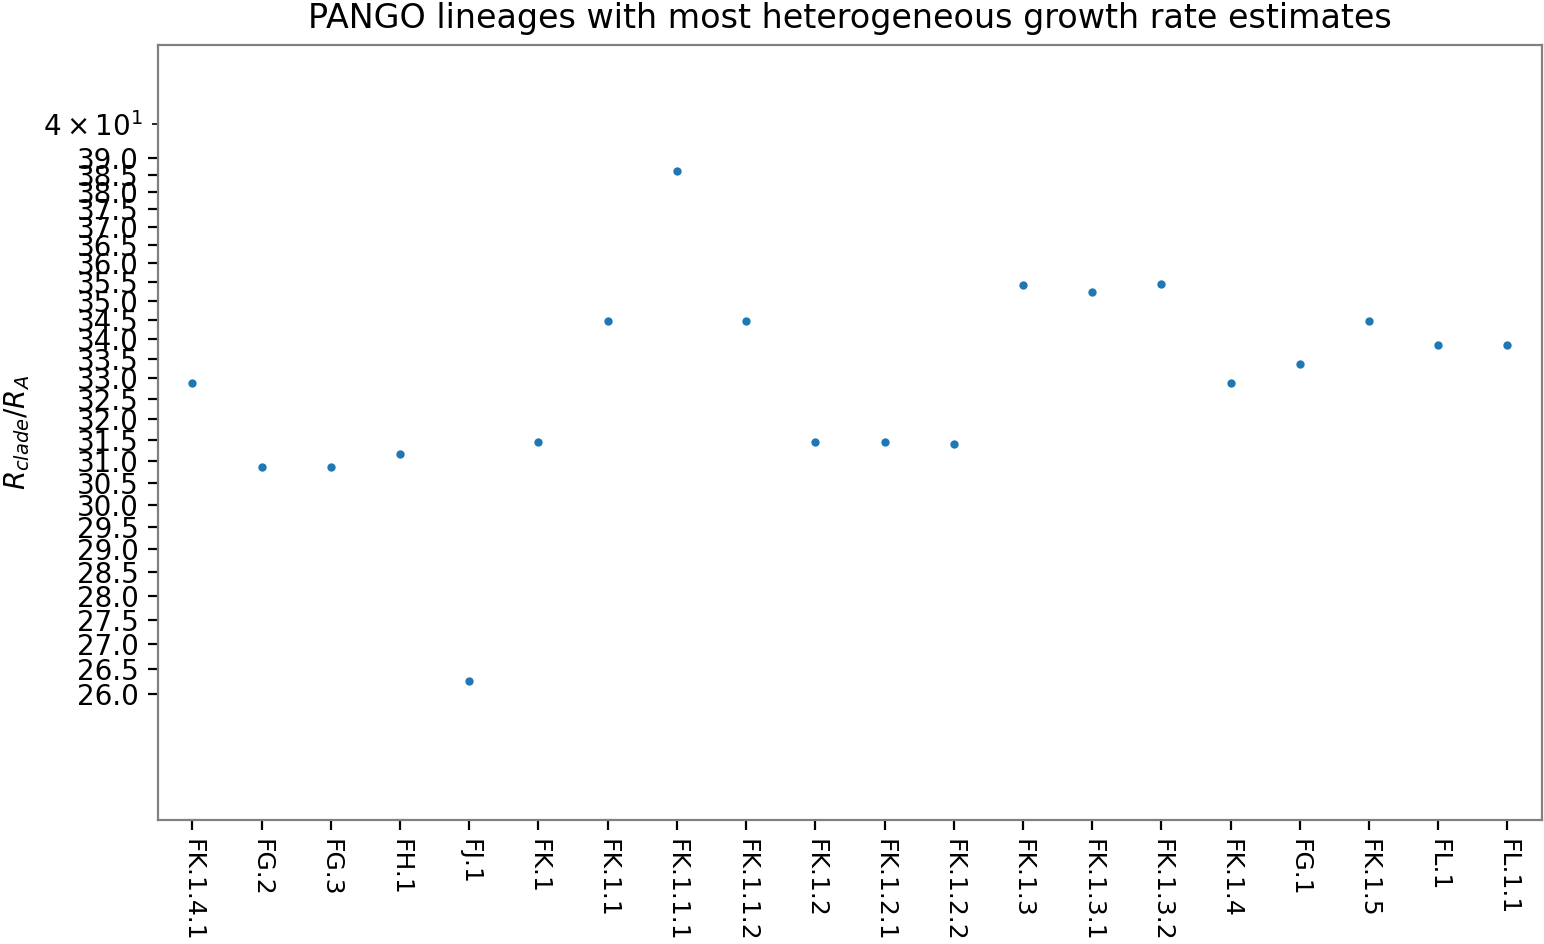 PANGO lineages with most heterogeneous growth rate estimates
4 × 10¹
39.0
38.5
38.0
37.5
37.0
36.5
36.0
35.5
35.0
34.5
34.0
33.5
33.0
32.5
32.0
31.5
31.0
30.5
30.0
29.5
29.0
28.5
28.0
27.5
27.0
26.5
26.0
R_clade/R_A
FK.1.4.1
FG.2
FG.3
FH.1
FJ.1
FK.1
FK.1.1
FK.1.1.1
FK.1.1.2
FK.1.2
FK.1.2.1
FK.1.2.2
FK.1.3
FK.1.3.1
FK.1.3.2
FK.1.4
FG.1
FK.1.5
FL.1
FL.1.1